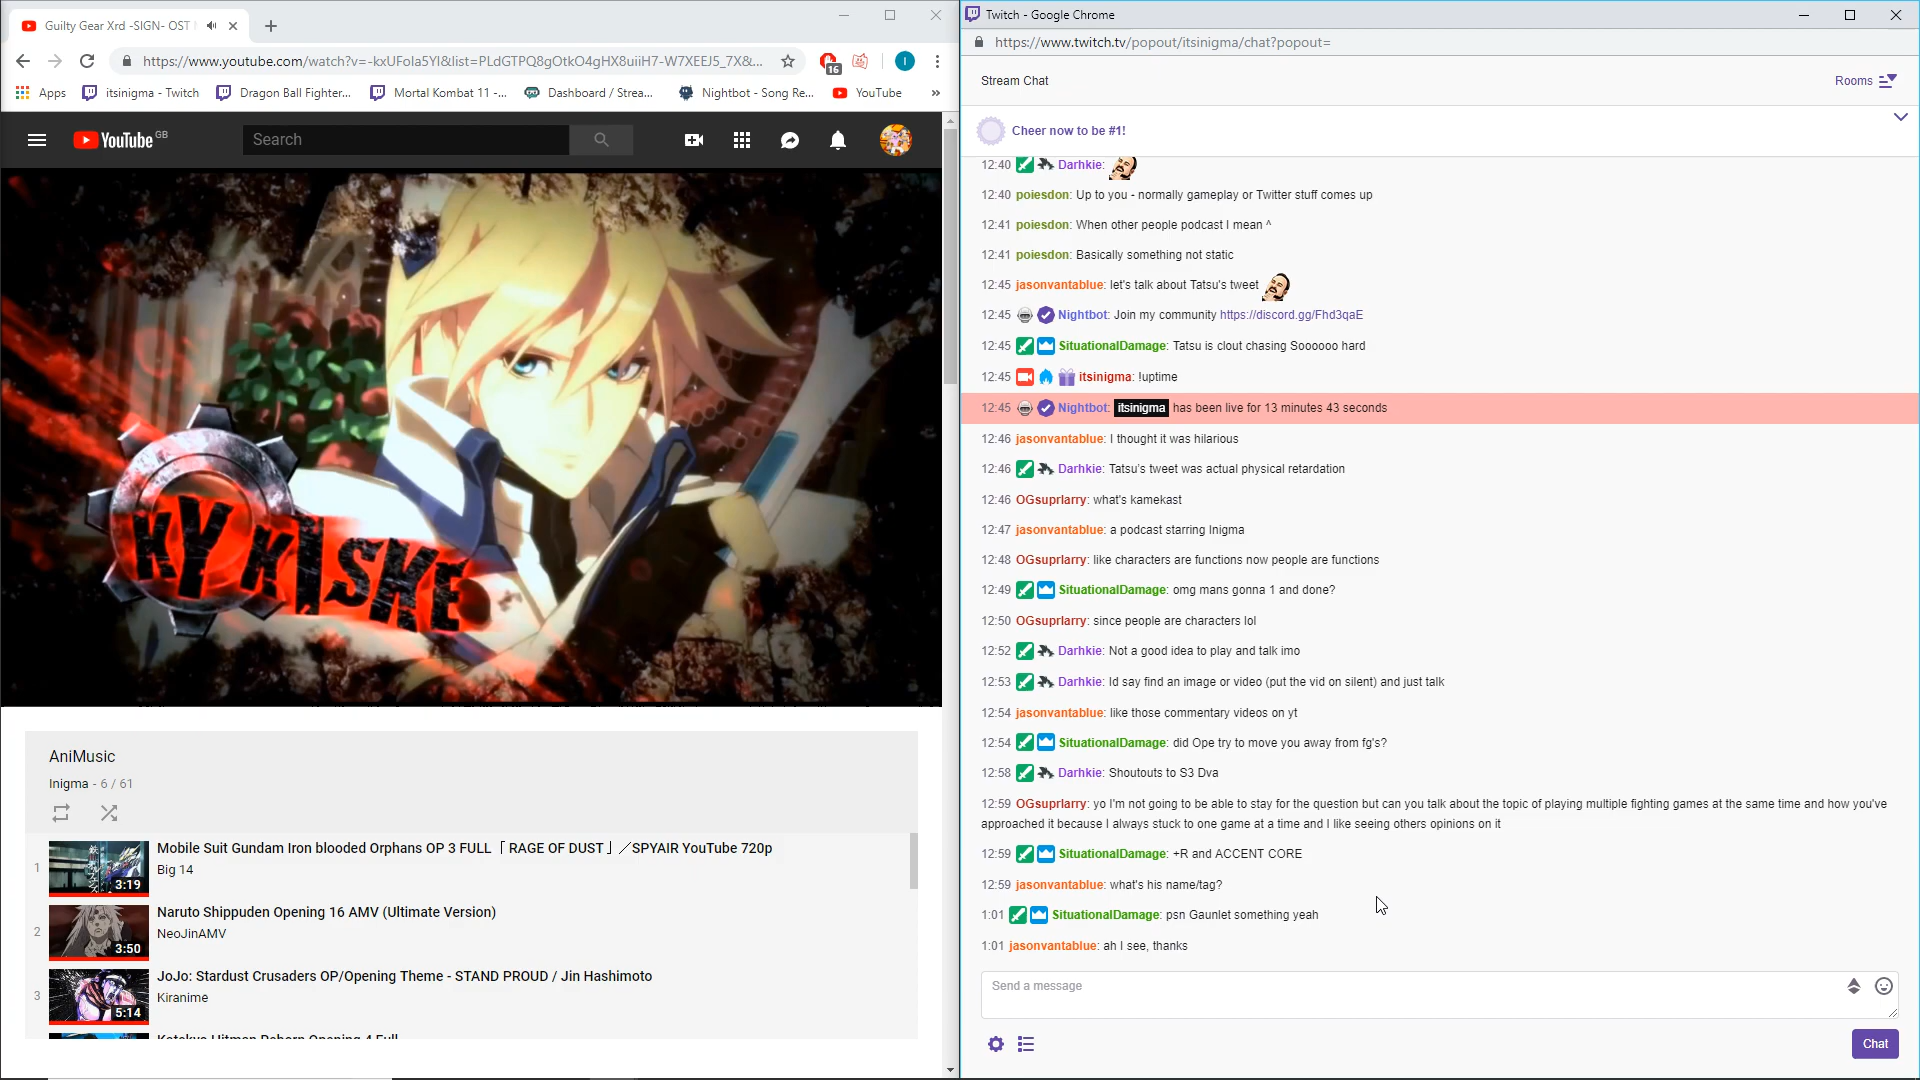 Guilty Gear Xrd -SIGN- OST
https://www.youtube.com/watch?v=-kxUFola5YI&list=PLdGTPQ8gOtkO4gHX8uiiH7-W7XEEJ5_7X&...
16
I
Apps
itsinigma - Twitch
Dragon Ball Fighter...
Mortal Kombat 11 -...
Dashboard / Strea...
Nightbot - Song Re...
YouTube
»
YouTube GB
Search
KY KISKE
AniMusic
Inigma - 6 / 61
1
Mobile Suit Gundam Iron blooded Orphans OP 3 FULL「 RAGE OF DUST」／SPYAIR YouTube 720p
Big 14
3:19
2
Naruto Shippuden Opening 16 AMV (Ultimate Version)
NeoJinAMV
3:50
3
JoJo: Stardust Crusaders OP/Opening Theme - STAND PROUD / Jin Hashimoto
Kiranime
5:14
Katekyo Hitman Reborn Opening 4 Full
Twitch - Google Chrome
https://www.twitch.tv/popout/itsinigma/chat?popout=
Stream Chat
Rooms
Cheer now to be #1!
12:40 Darhkie:
12:40 poiesdon: Up to you - normally gameplay or Twitter stuff comes up
12:41 poiesdon: When other people podcast I mean ^
12:41 poiesdon: Basically something not static
12:45 jasonvantablue: let's talk about Tatsu's tweet
12:45 Nightbot: Join my community https://discord.gg/Fhd3qaE
12:45 SituationalDamage: Tatsu is clout chasing Soooooo hard
12:45 itsinigma: !uptime
12:45 Nightbot: itsinigma has been live for 13 minutes 43 seconds
12:46 jasonvantablue: I thought it was hilarious
12:46 Darhkie: Tatsu's tweet was actual physical retardation
12:46 OGsuprlarry: what's kamekast
12:47 jasonvantablue: a podcast starring Inigma
12:48 OGsuprlarry: like characters are functions now people are functions
12:49 SituationalDamage: omg mans gonna 1 and done?
12:50 OGsuprlarry: since people are characters lol
12:52 Darhkie: Not a good idea to play and talk imo
12:53 Darhkie: Id say find an image or video (put the vid on silent) and just talk
12:54 jasonvantablue: like those commentary videos on yt
12:54 SituationalDamage: did Ope try to move you away from fg's?
12:58 Darhkie: Shoutouts to S3 Dva
12:59 OGsuprlarry: yo I'm not going to be able to stay for the question but can you talk about the topic of playing multiple fighting games at the same time and how you've
approached it because I always stuck to one game at a time and I like seeing others opinions on it
12:59 SituationalDamage: +R and ACCENT CORE
12:59 jasonvantablue: what's his name/tag?
1:01 SituationalDamage: psn Gaunlet something yeah
1:01 jasonvantablue: ah I see, thanks
Send a message
Chat